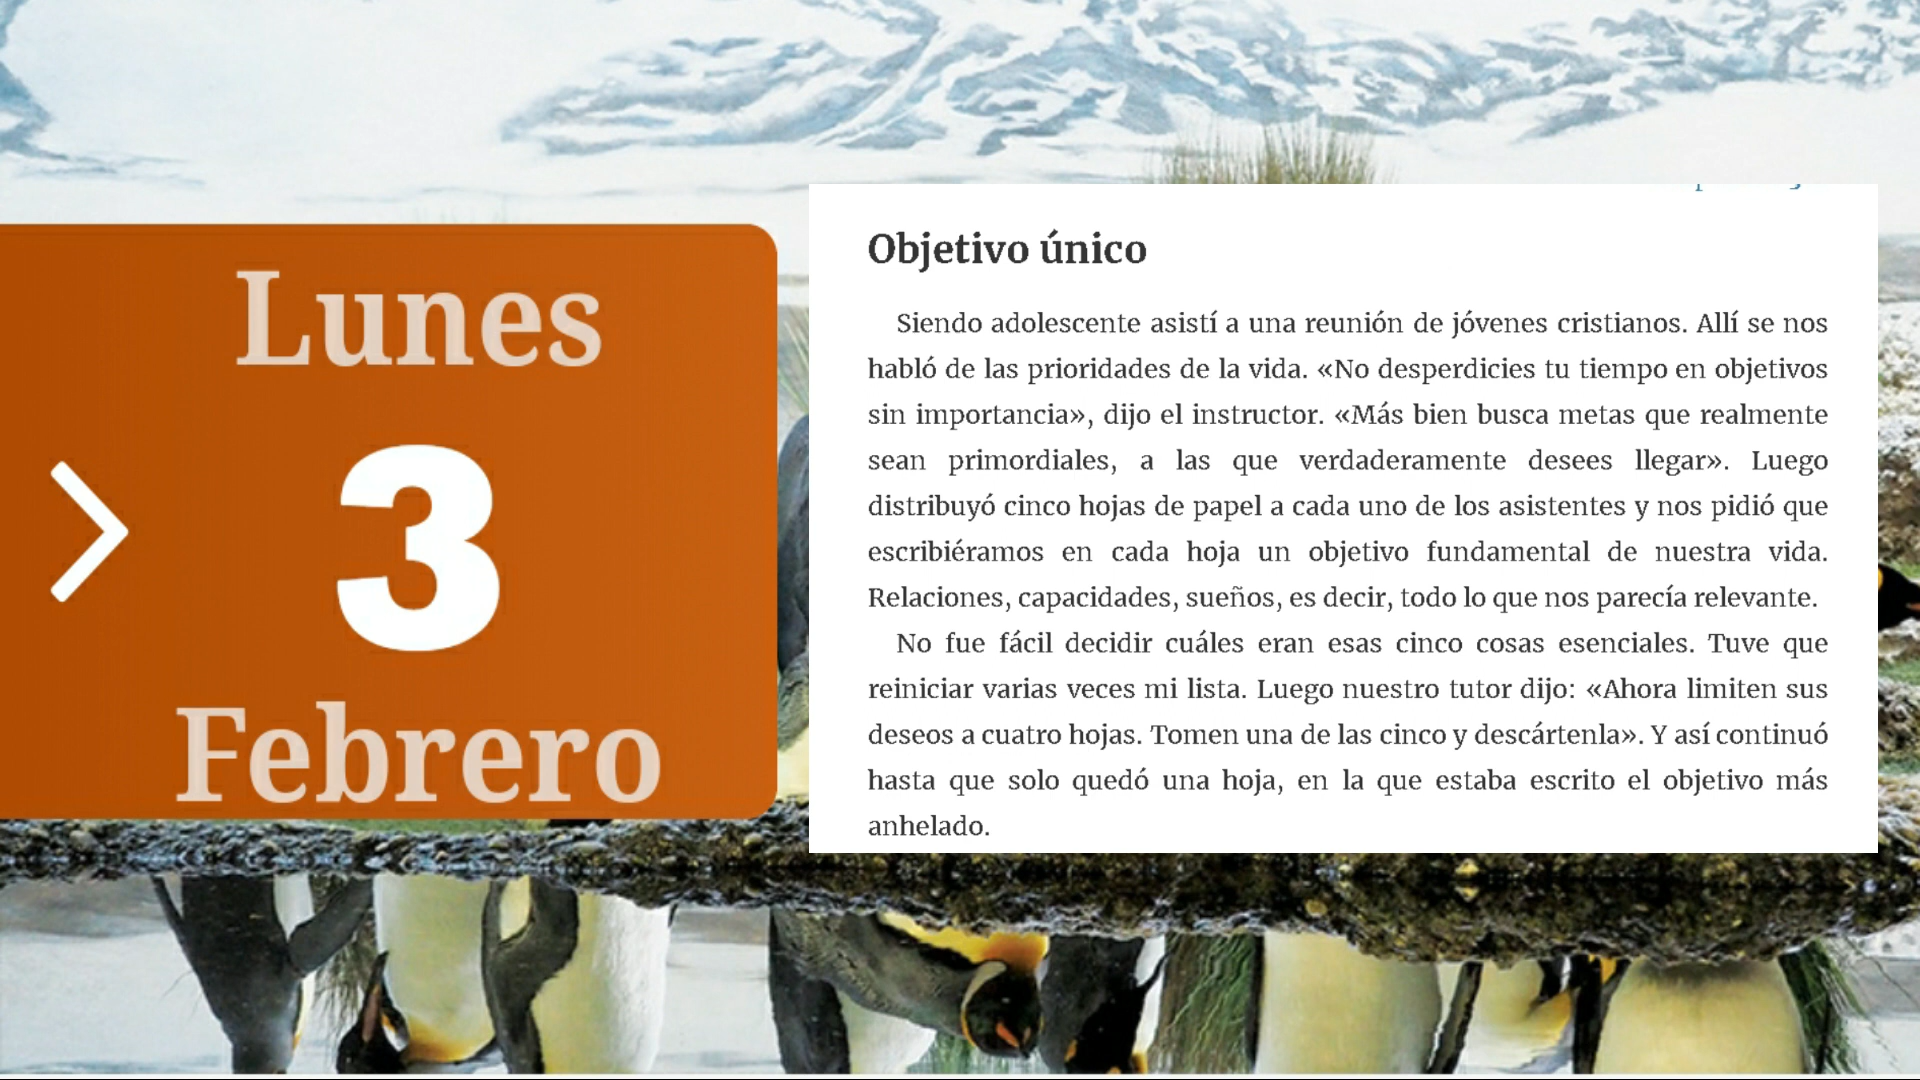 Lunes
3
Febrero
Objetivo único
Siendo adolescente asistí a una reunión de jóvenes cristianos. Allí se nos
habló de las prioridades de la vida. «No desperdicies tu tiempo en objetivos
sin importancia», dijo el instructor. «Más bien busca metas que realmente
sean primordiales, a las que verdaderamente desees llegar». Luego
distribuyó cinco hojas de papel a cada uno de los asistentes y nos pidió que
escribiéramos en cada hoja un objetivo fundamental de nuestra vida.
Relaciones, capacidades, sueños, es decir, todo lo que nos parecía relevante.
No fue fácil decidir cuáles eran esas cinco cosas esenciales. Tuve que
reiniciar varias veces mi lista. Luego nuestro tutor dijo: «Ahora limiten sus
deseos a cuatro hojas. Tomen una de las cinco y descártenla». Y así continuó
hasta que solo quedó una hoja, en la que estaba escrito el objetivo más
anhelado.